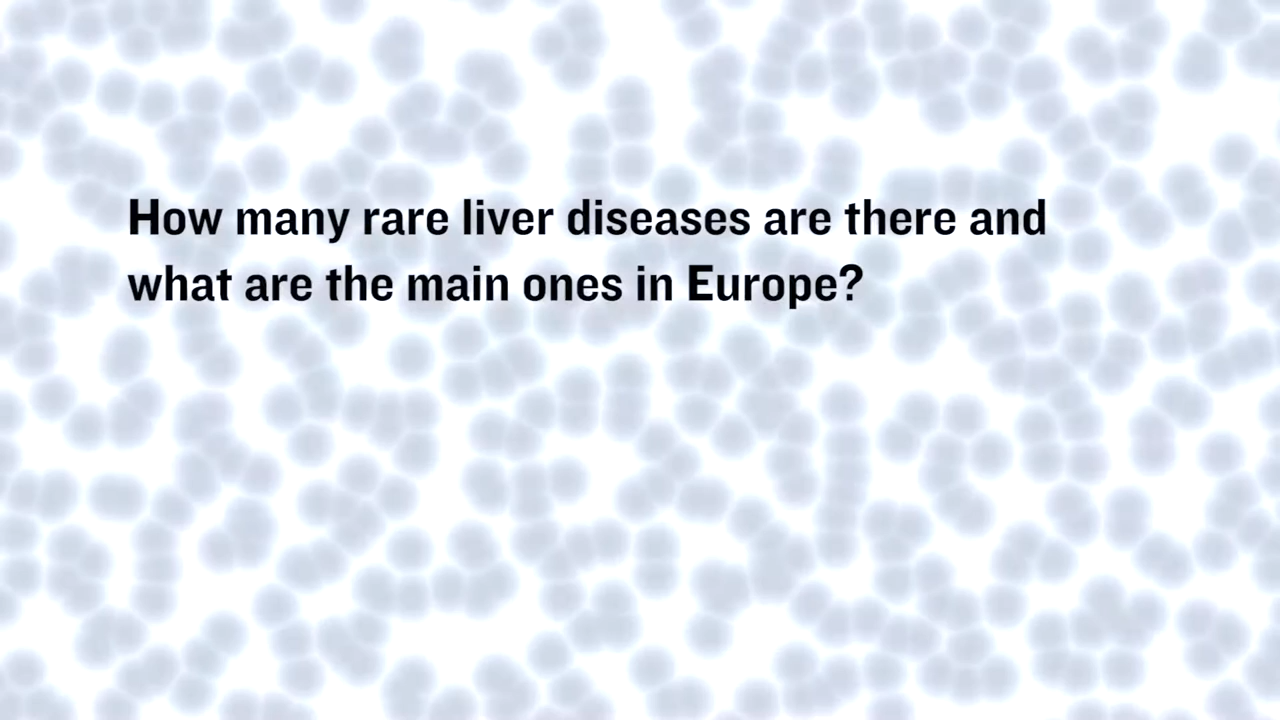 How many rare liver diseases are there and
what are the main ones in Europe?